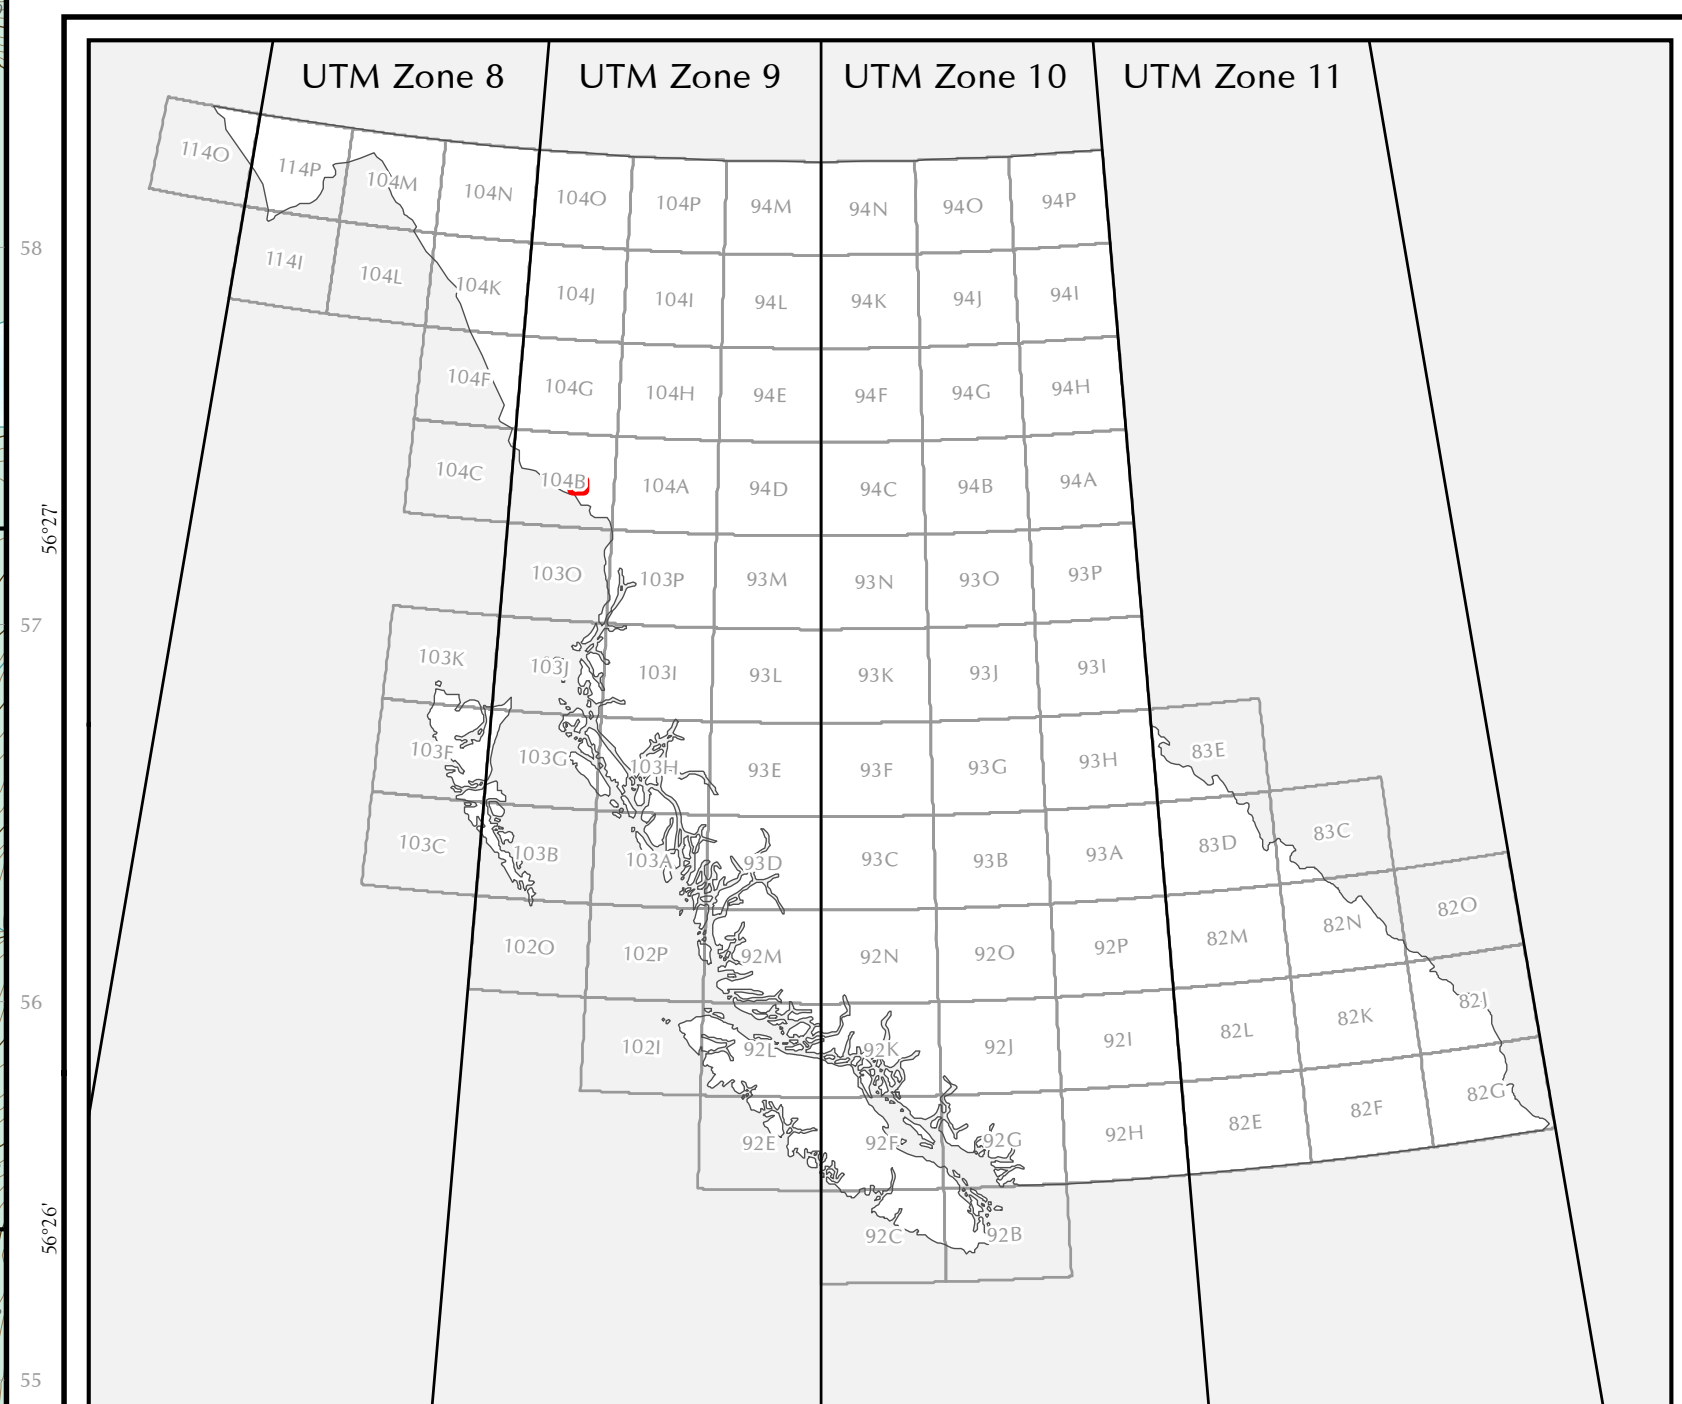 UTM Zone 8 UTM Zone 9 UTM Zone 10 UTM Zone 11
114O 114P 104M 104N 104O 104P 94M 94N 94O 94P
58
114I 104L 104K 104J 104I 94L 94K 94J 94I
104F 104G 104H 94E 94F 94G 94H
104C 104B 104A 94D 94C 94B 94A
56°27'
103O 103P 93M 93N 93O 93P
57
103K 103J 103I 93L 93K 93J 93I
103F 103G 103H 93E 93F 93G 93H 83E
103C 103B 103A 93D 93C 93B 93A 83D 83C
102O 102P 92M 92N 92O 92P 82M 82N 82O
56
102I 92L 92K 92J 92I 82L 82K 82J
92E 92F 92G 92H 82E 82F 82G
56°26'
92C 92B
55